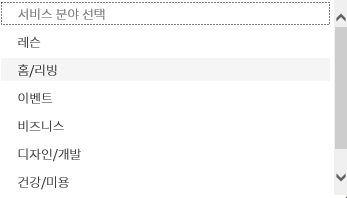 서비스 분야 선택
레슨
홈/리빙
이벤트
비즈니스
디자인/개발
건강/미용